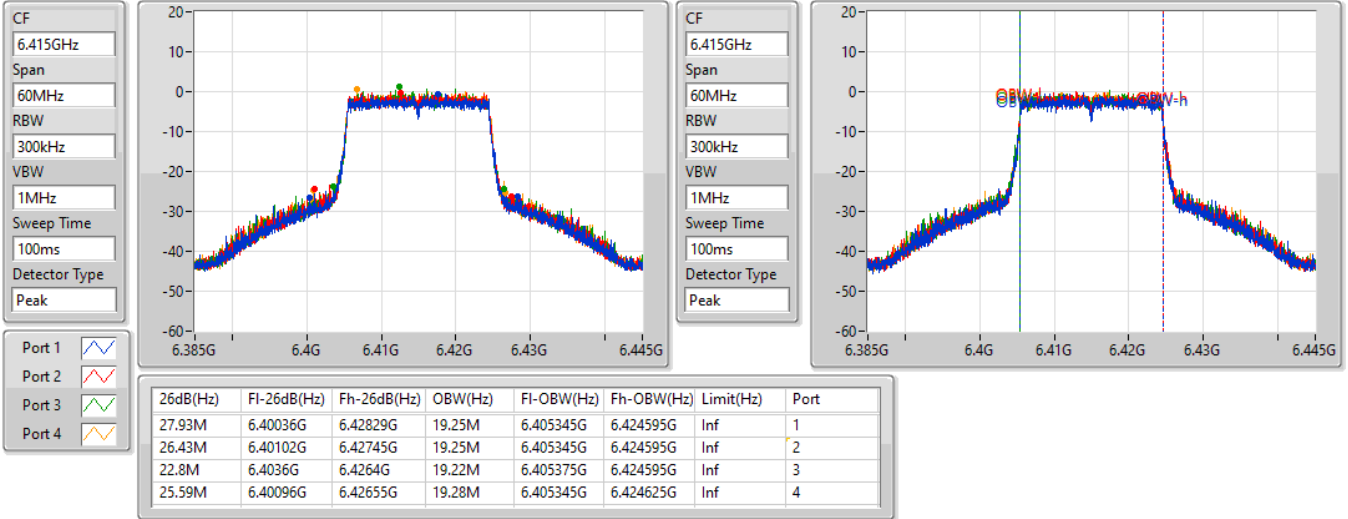 CF
6.415GHz
Span
60MHz
RBW
300kHz
VBW
1MHz
Sweep Time
100ms
Detector Type
Peak
20
10
0
-10
-20
-30
-40
-50
-60
6.385G 6.4G 6.41G 6.42G 6.43G 6.445G
CF
6.415GHz
Span
60MHz
RBW
300kHz
VBW
1MHz
Sweep Time
100ms
Detector Type
Peak
20
10
0
-10
-20
-30
-40
-50
-60
OBW-h
6.385G 6.4G 6.41G 6.42G 6.43G 6.445G
Port 1
Port 2
Port 3
Port 4
26dB(Hz) Fl-26dB(Hz) Fh-26dB(Hz) OBW(Hz) Fl-OBW(Hz) Fh-OBW(Hz) Limit(Hz) Port
27.93M 6.40036G 6.42829G 19.25M 6.405345G 6.424595G Inf 1
26.43M 6.40102G 6.42745G 19.25M 6.405345G 6.424595G Inf 2
22.8M 6.4036G 6.4264G 19.22M 6.405375G 6.424595G Inf 3
25.59M 6.40096G 6.42655G 19.28M 6.405345G 6.424625G Inf 4